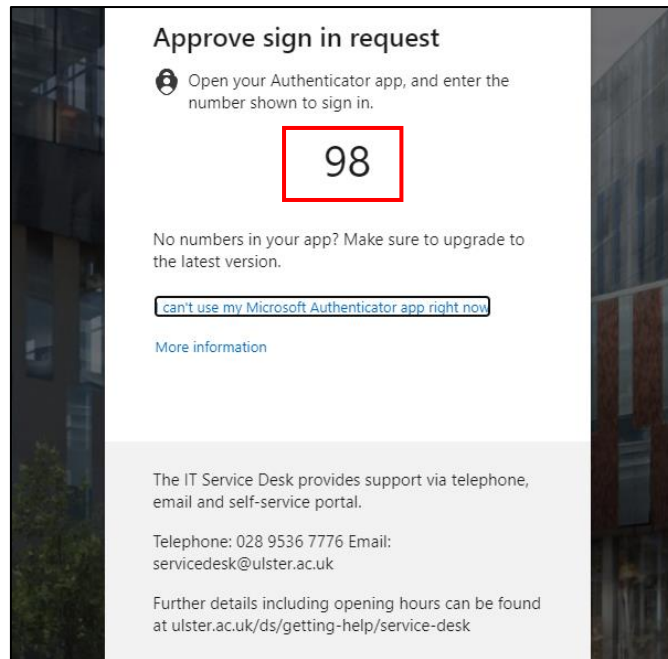 Approve sign in request
Open your Authenticator app, and enter the
number shown to sign in.
98
No numbers in your app? Make sure to upgrade to
the latest version.
I can't use my Microsoft Authenticator app right now
More information
The IT Service Desk provides support via telephone,
email and self-service portal.
Telephone: 028 9536 7776 Email:
servicedesk@ulster.ac.uk
Further details including opening hours can be found
at ulster.ac.uk/ds/getting-help/service-desk